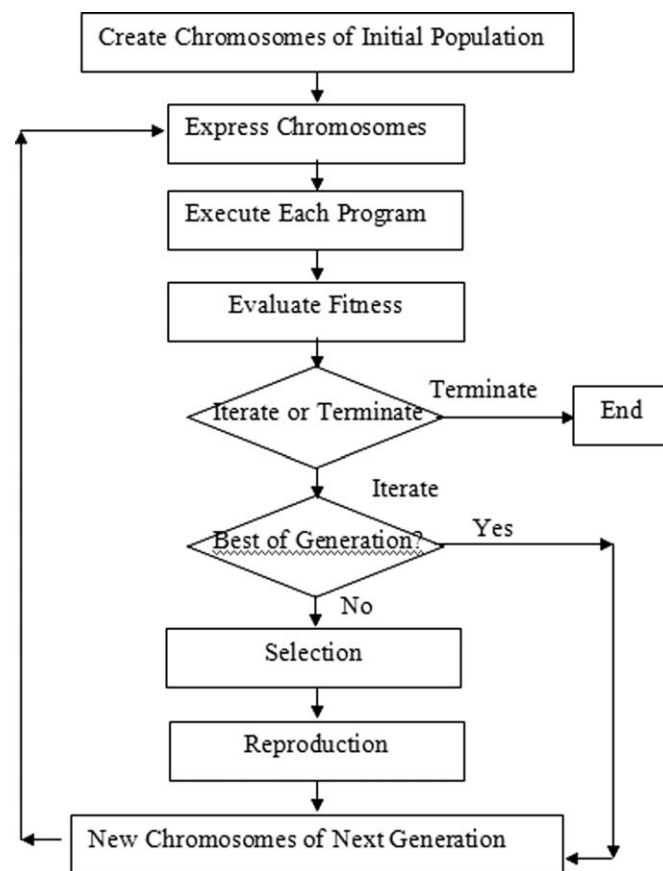 Create Chromosomes of Initial Population
Express Chromosomes
Execute Each Program
Evaluate Fitness
Iterate or Terminate
Terminate
End
Iterate
Best of Generation?
Yes
No
Selection
Reproduction
New Chromosomes of Next Generation